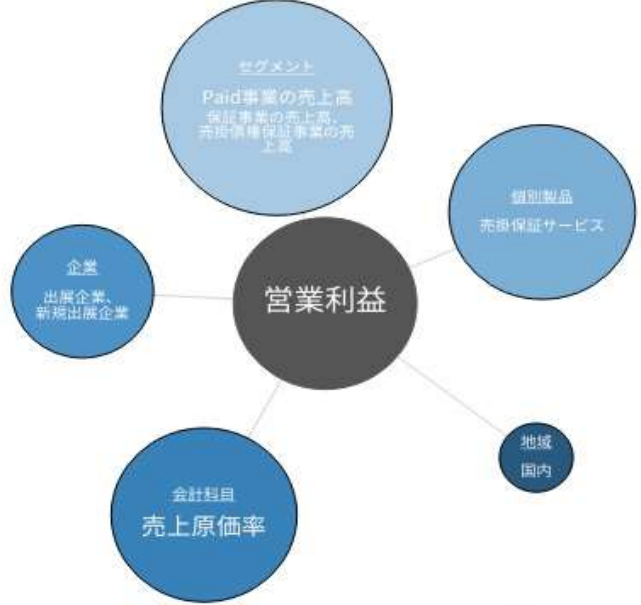 セグメント
Paid事業の売上高
保証事業の売上高、
売掛債権保証事業の売
上高
個別製品
売掛保証サービス
企業
出展企業、
新規出展企業
営業利益
地域
国内
会計科目
売上原価率